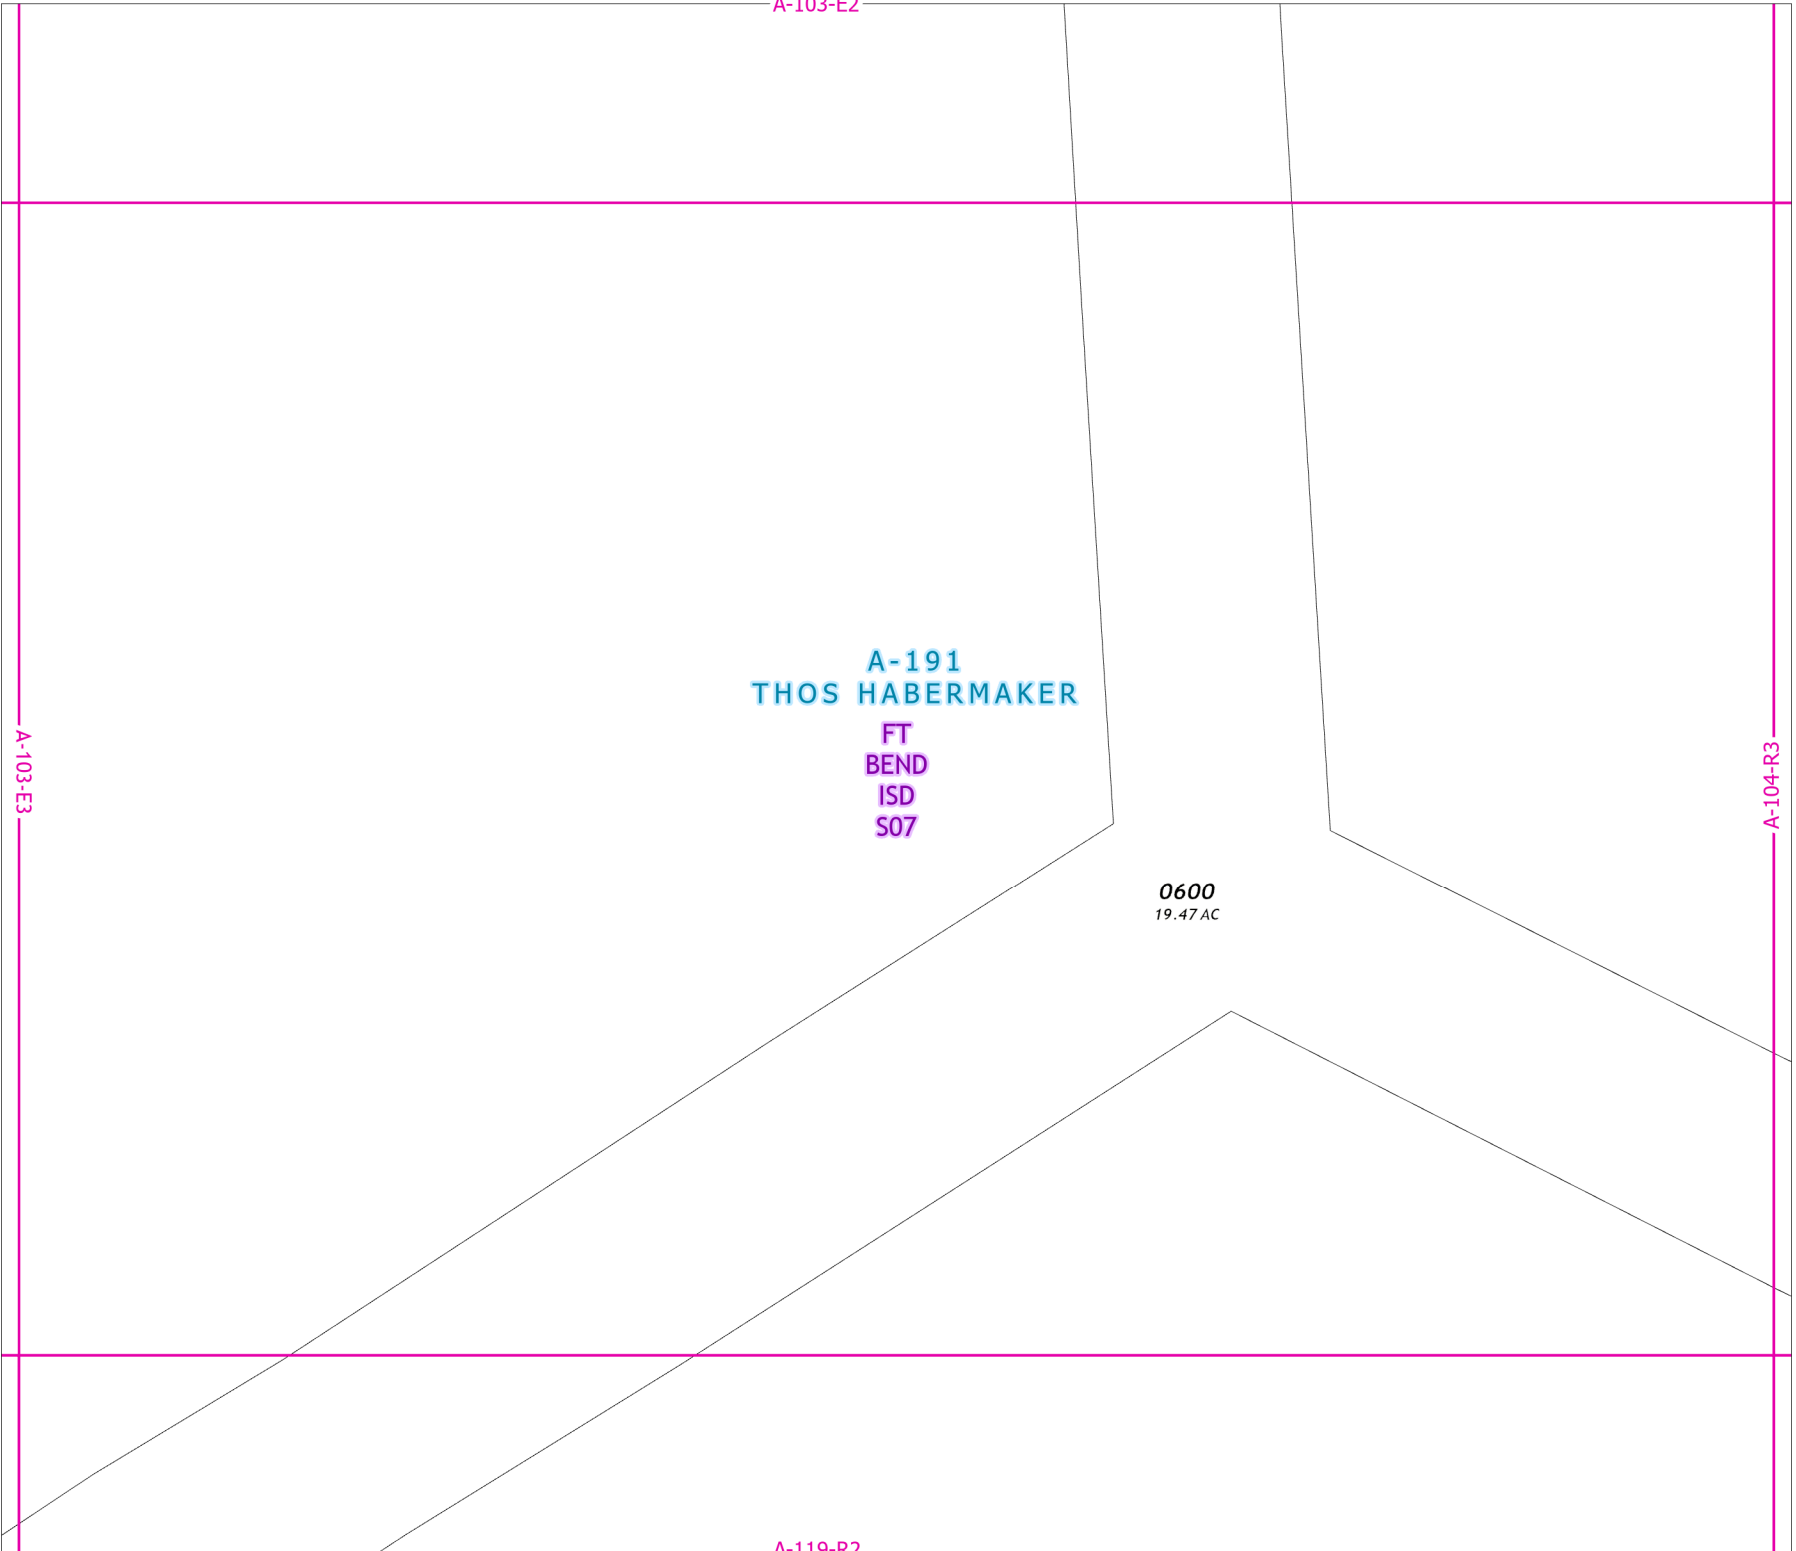 A-103-E2
A-191
THOS HABERMAKER
FT
BEND
ISD
S07
A-103-E3
A-104-R3
0600
19.47 AC
A-119-R2